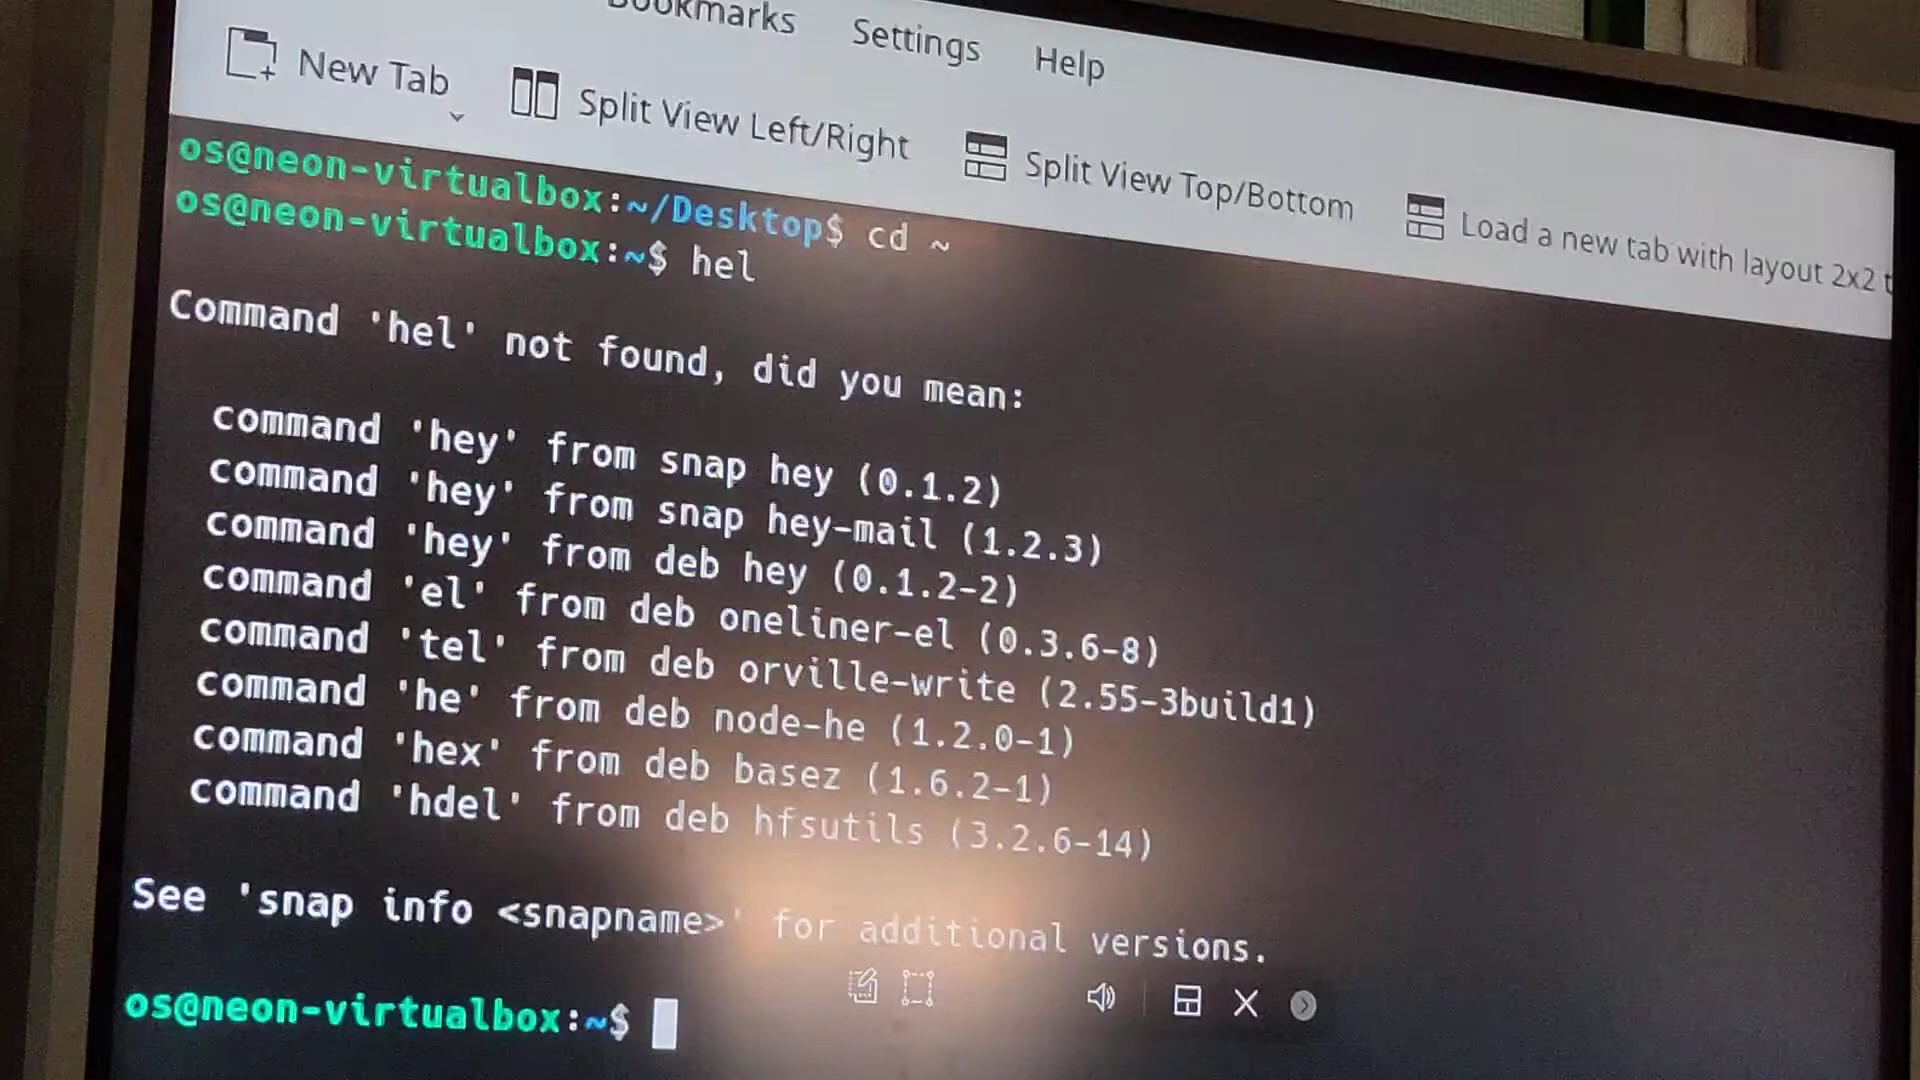 Bookmarks Settings Help
New Tab Split View Left/Right Split View Top/Bottom Load a new tab with layout 2x2 t
os@neon-virtualbox:~/Desktop$ cd ~
os@neon-virtualbox:~$ hel
Command 'hel' not found, did you mean:
command 'hey' from snap hey (0.1.2)
command 'hey' from snap hey-mail (1.2.3)
command 'hey' from deb hey (0.1.2-2)
command 'el' from deb oneliner-el (0.3.6-8)
command 'tel' from deb orville-write (2.55-3build1)
command 'he' from deb node-he (1.2.0-1)
command 'hex' from deb basez (1.6.2-1)
command 'hdel' from deb hfsutils (3.2.6-14)
See 'snap info <snapname>' for additional versions.
os@neon-virtualbox:~$